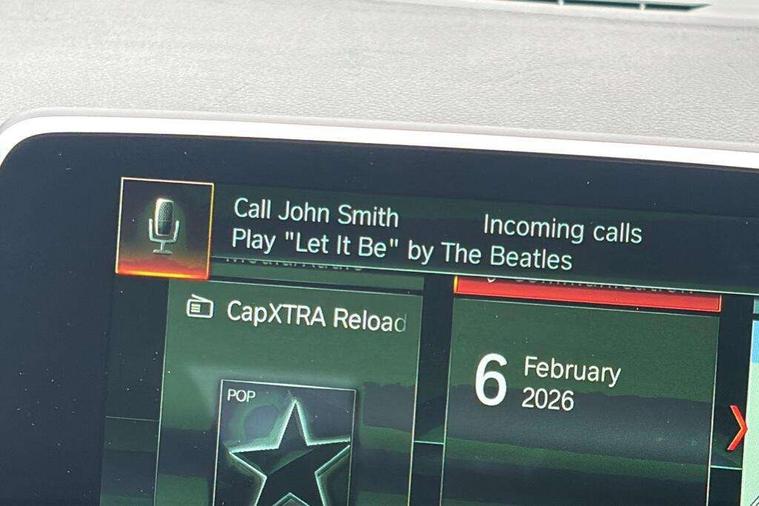 Call John Smith Incoming calls
Play "Let It Be" by The Beatles
CapXTRA Reload
POP
6 February
2026